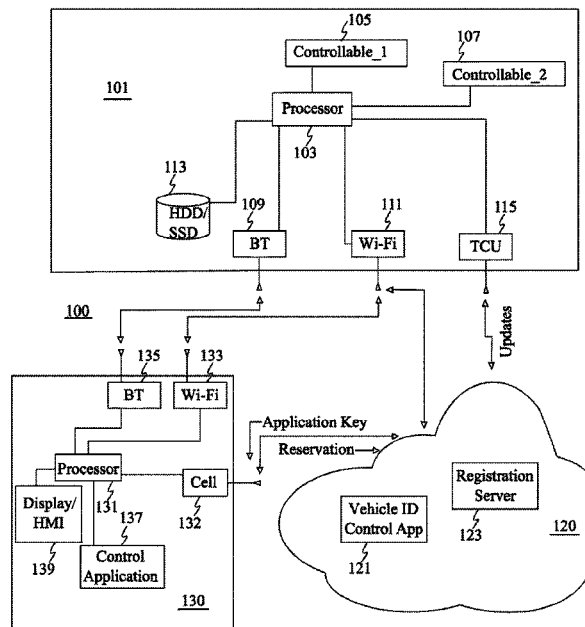 105
Controllable_1
107
Controllable_2
101
Processor
103
113
HDD/
SSD
109
BT
111
Wi-Fi
115
TCU
100
Updates
135
BT
133
Wi-Fi
Application Key
Reservation
Processor
131
Cell
132
Display/
HMI
139
137
Control
Application
130
Vehicle ID
Control App
121
Registration
Server
123
120